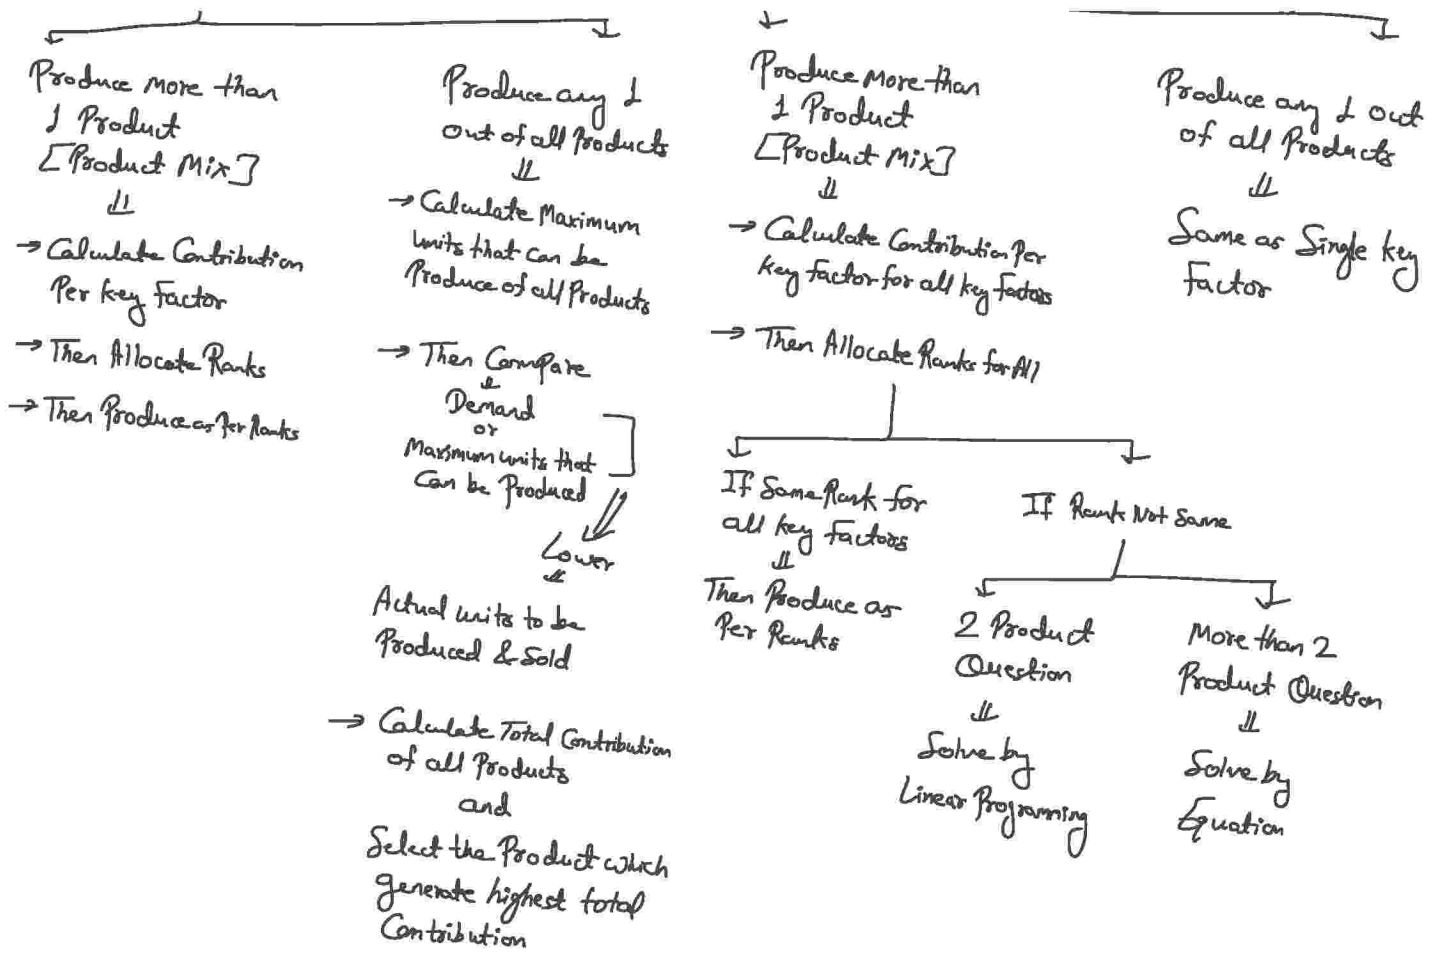 Produce More than
1 Product
[Product Mix]
→ Calculate Contribution
Per key factor
→ Then Allocate Ranks
→ Then Produce as Per Ranks
Produce any 1
out of all Products
→ Calculate Maximum
units that can be
Produce of all Products
→ Then Compare
Demand
or
Maximum units that
Can be Produced
Lower
Actual units to be
Produced & Sold
→ Calculate Total Contribution
of all Products
and
Select the Product which
generate highest total
Contribution
Produce More than
1 Product
[Product Mix]
→ Calculate Contribution Per
key factor for all key factors
→ Then Allocate Ranks for All
If Same Rank for
all key factors
Then Produce as
Per Ranks
If Rank Not Same
2 Product
Question
Solve by
Linear Programing
More than 2
Product Question
Solve by
Equation
Produce any 1 out
of all Products
Same as Single key
factor